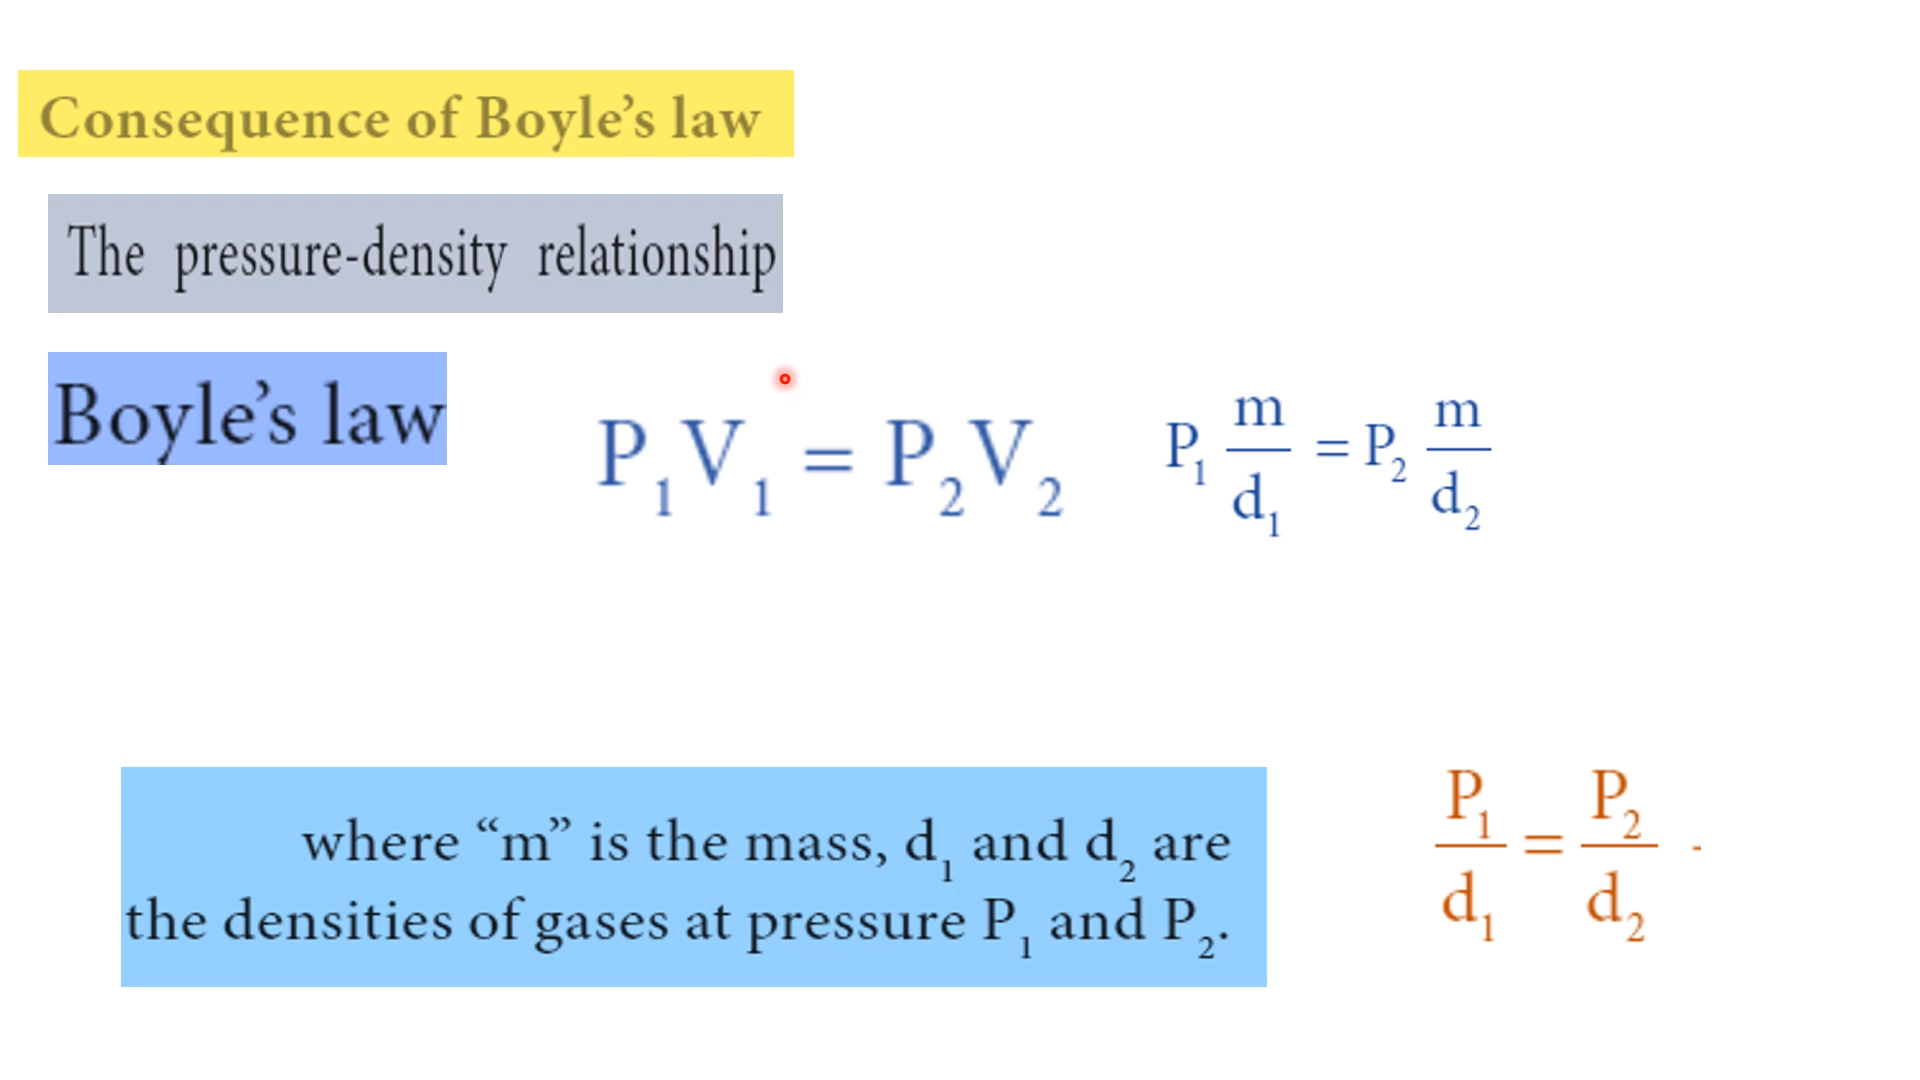 Consequence of Boyle’s law
The pressure-density relationship
Boyle’s law
P₁V₁ = P₂V₂
P₁ m/d₁ = P₂ m/d₂
where “m” is the mass, d₁ and d₂ are
the densities of gases at pressure P₁ and P₂.
P₁/d₁ = P₂/d₂ -